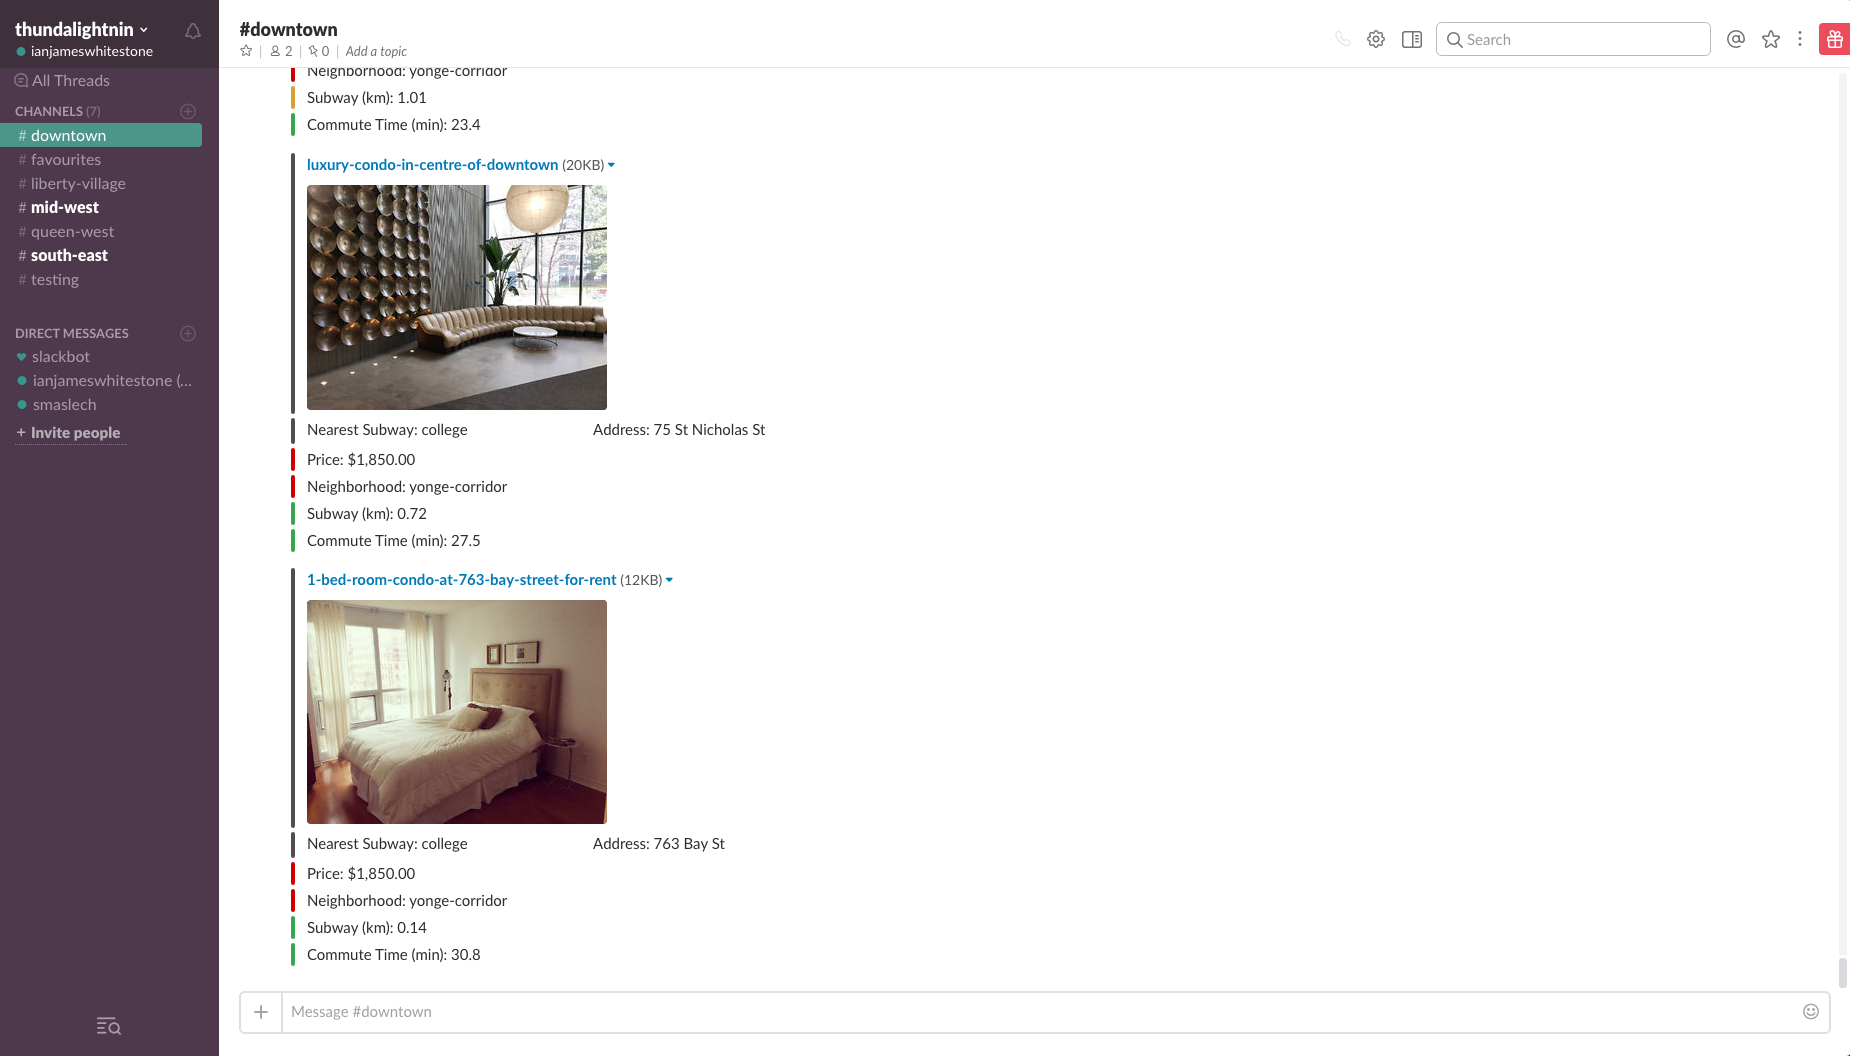 thundalightnin
ianjameswhitestone
All Threads
CHANNELS (7)
# downtown
# favourites
# liberty-village
# mid-west
# queen-west
# south-east
# testing
DIRECT MESSAGES
slackbot
ianjameswhitestone (...
smaslech
+ Invite people
#downtown
2 | 0 | Add a topic
Search
Neighborhood: yonge-corridor
Subway (km): 1.01
Commute Time (min): 23.4
luxury-condo-in-centre-of-downtown (20KB)
Nearest Subway: college Address: 75 St Nicholas St
Price: $1,850.00
Neighborhood: yonge-corridor
Subway (km): 0.72
Commute Time (min): 27.5
1-bed-room-condo-at-763-bay-street-for-rent (12KB)
Nearest Subway: college Address: 763 Bay St
Price: $1,850.00
Neighborhood: yonge-corridor
Subway (km): 0.14
Commute Time (min): 30.8
Message #downtown